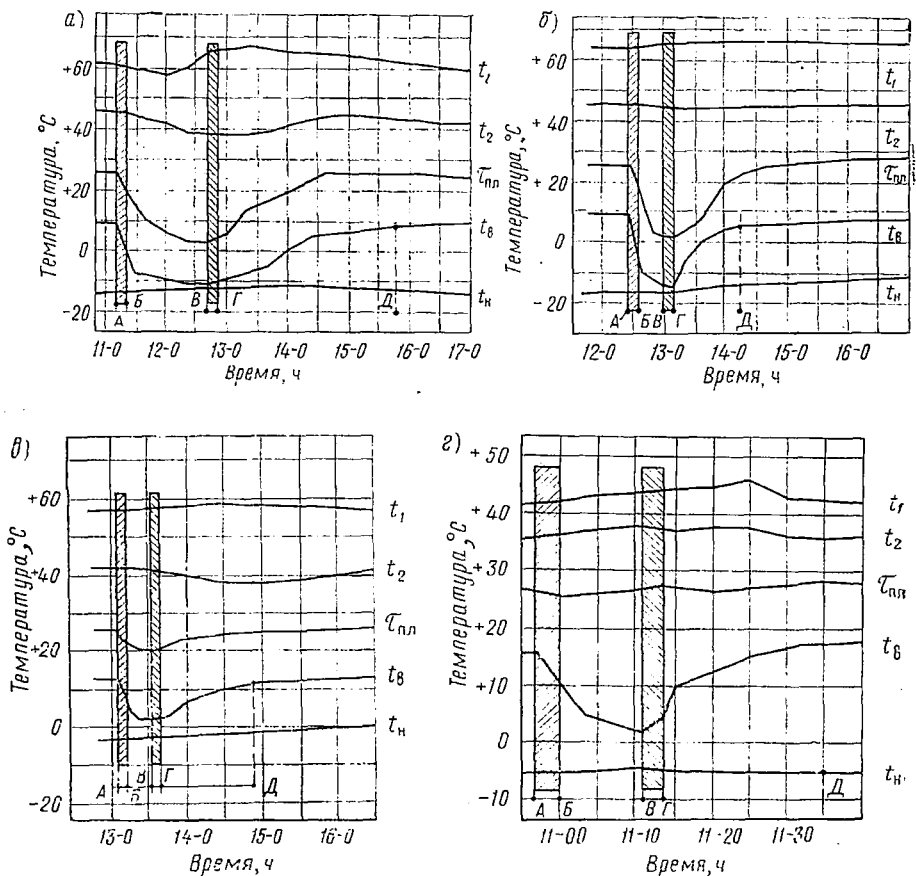 а)
Температура, °С
+60
+40
+20
0
-20
t₁
t₂
τпл
tв
tн
А Б В Г Д
11-0 12-0 13-0 14-0 15-0 16-0 17-0
Время, ч
б)
Температура, °С
+60
+40
+20
0
-20
t₁
t₂
τпл
tв
tн
А Б В Г Д
12-0 13-0 14-0 15-0 16-0
Время, ч
в)
Температура, °С
+60
+40
+20
0
-20
t₁
t₂
τпл
tв
tн
А Б В Г Д
13-0 14-0 15-0 16-0
Время, ч
г)
Температура, °С
+50
+40
+30
+20
+10
0
-10
t₁
t₂
τпл
tв
tн
А Б В Г Д
11-00 11-10 11-20 11-30
Время, ч